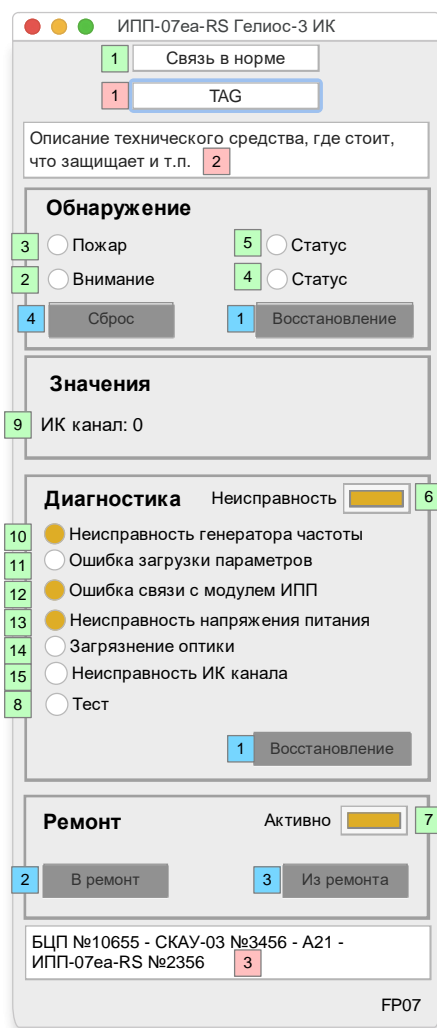 ИПП-07еа-RS Гелиос-3 ИК
1 Связь в норме
1 TAG
Описание технического средства, где стоит,
что защищает и т.п. 2
Обнаружение
3 Пожар 5 Статус
2 Внимание 4 Статус
4 Сброс 1 Восстановление
Значения
9 ИК канал: 0
Диагностика Неисправность 6
10 Неисправность генератора частоты
11 Ошибка загрузки параметров
12 Ошибка связи с модулем ИПП
13 Неисправность напряжения питания
14 Загрязнение оптики
15 Неисправность ИК канала
8 Тест
1 Восстановление
Ремонт Активно 7
2 В ремонт 3 Из ремонта
БЦП №10655 - СКАУ-03 №3456 - А21 -
ИПП-07еа-RS №2356 3
FP07